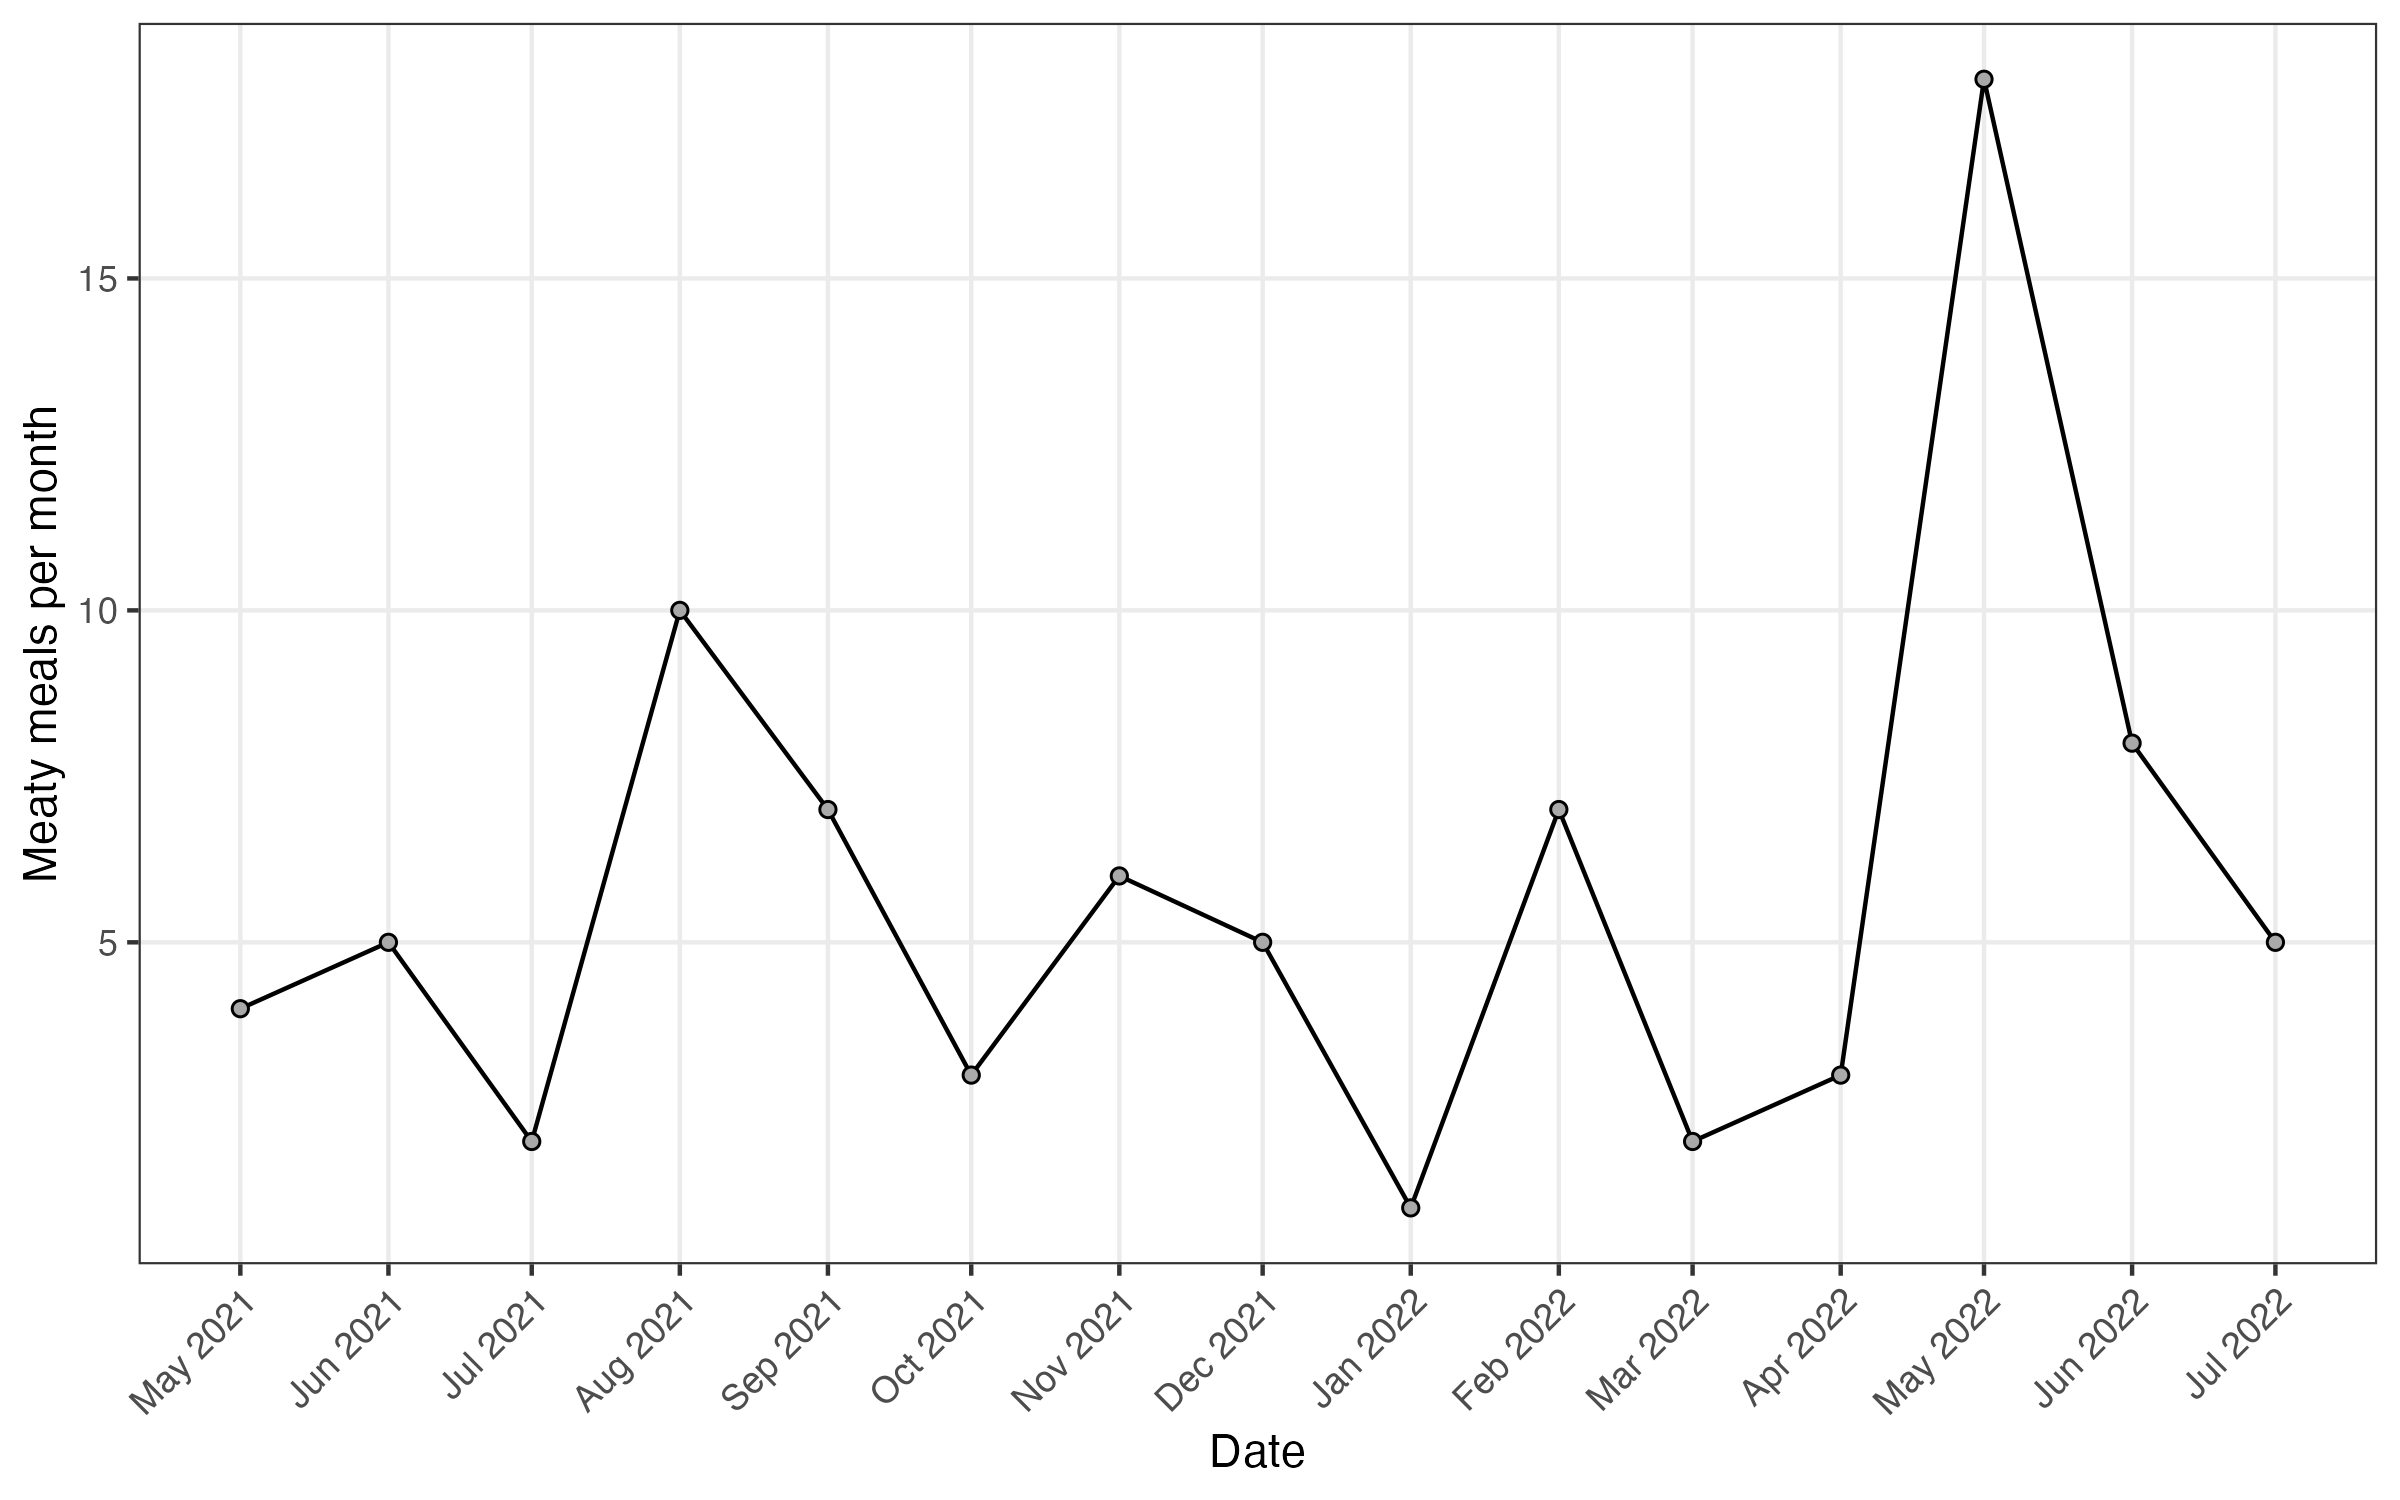 Meaty meals per month
15
10
5
May 2021
Jun 2021
Jul 2021
Aug 2021
Sep 2021
Oct 2021
Nov 2021
Dec 2021
Jan 2022
Feb 2022
Mar 2022
Apr 2022
May 2022
Jun 2022
Jul 2022
Date